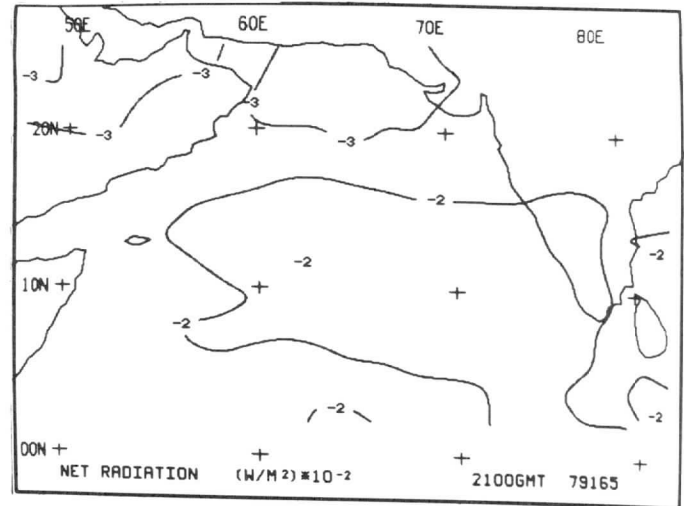 50E 60E 70E 80E
-3 -3
-3
20N -3 -3
-2
-2 -2
10N
-2
-2 -2
00N
NET RADIATION (W/M²)*10⁻² 2100GMT 79165